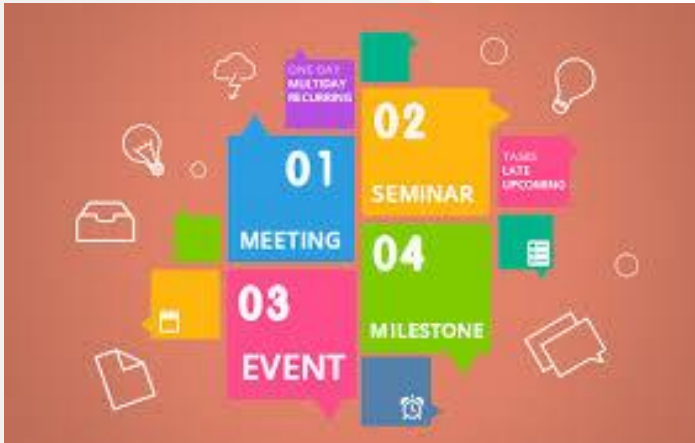 ONE DAY
MULTIDAY
RECURRING
01
MEETING
02
SEMINAR
TASKS
LATE
UPCOMING
03
EVENT
04
MILESTONE